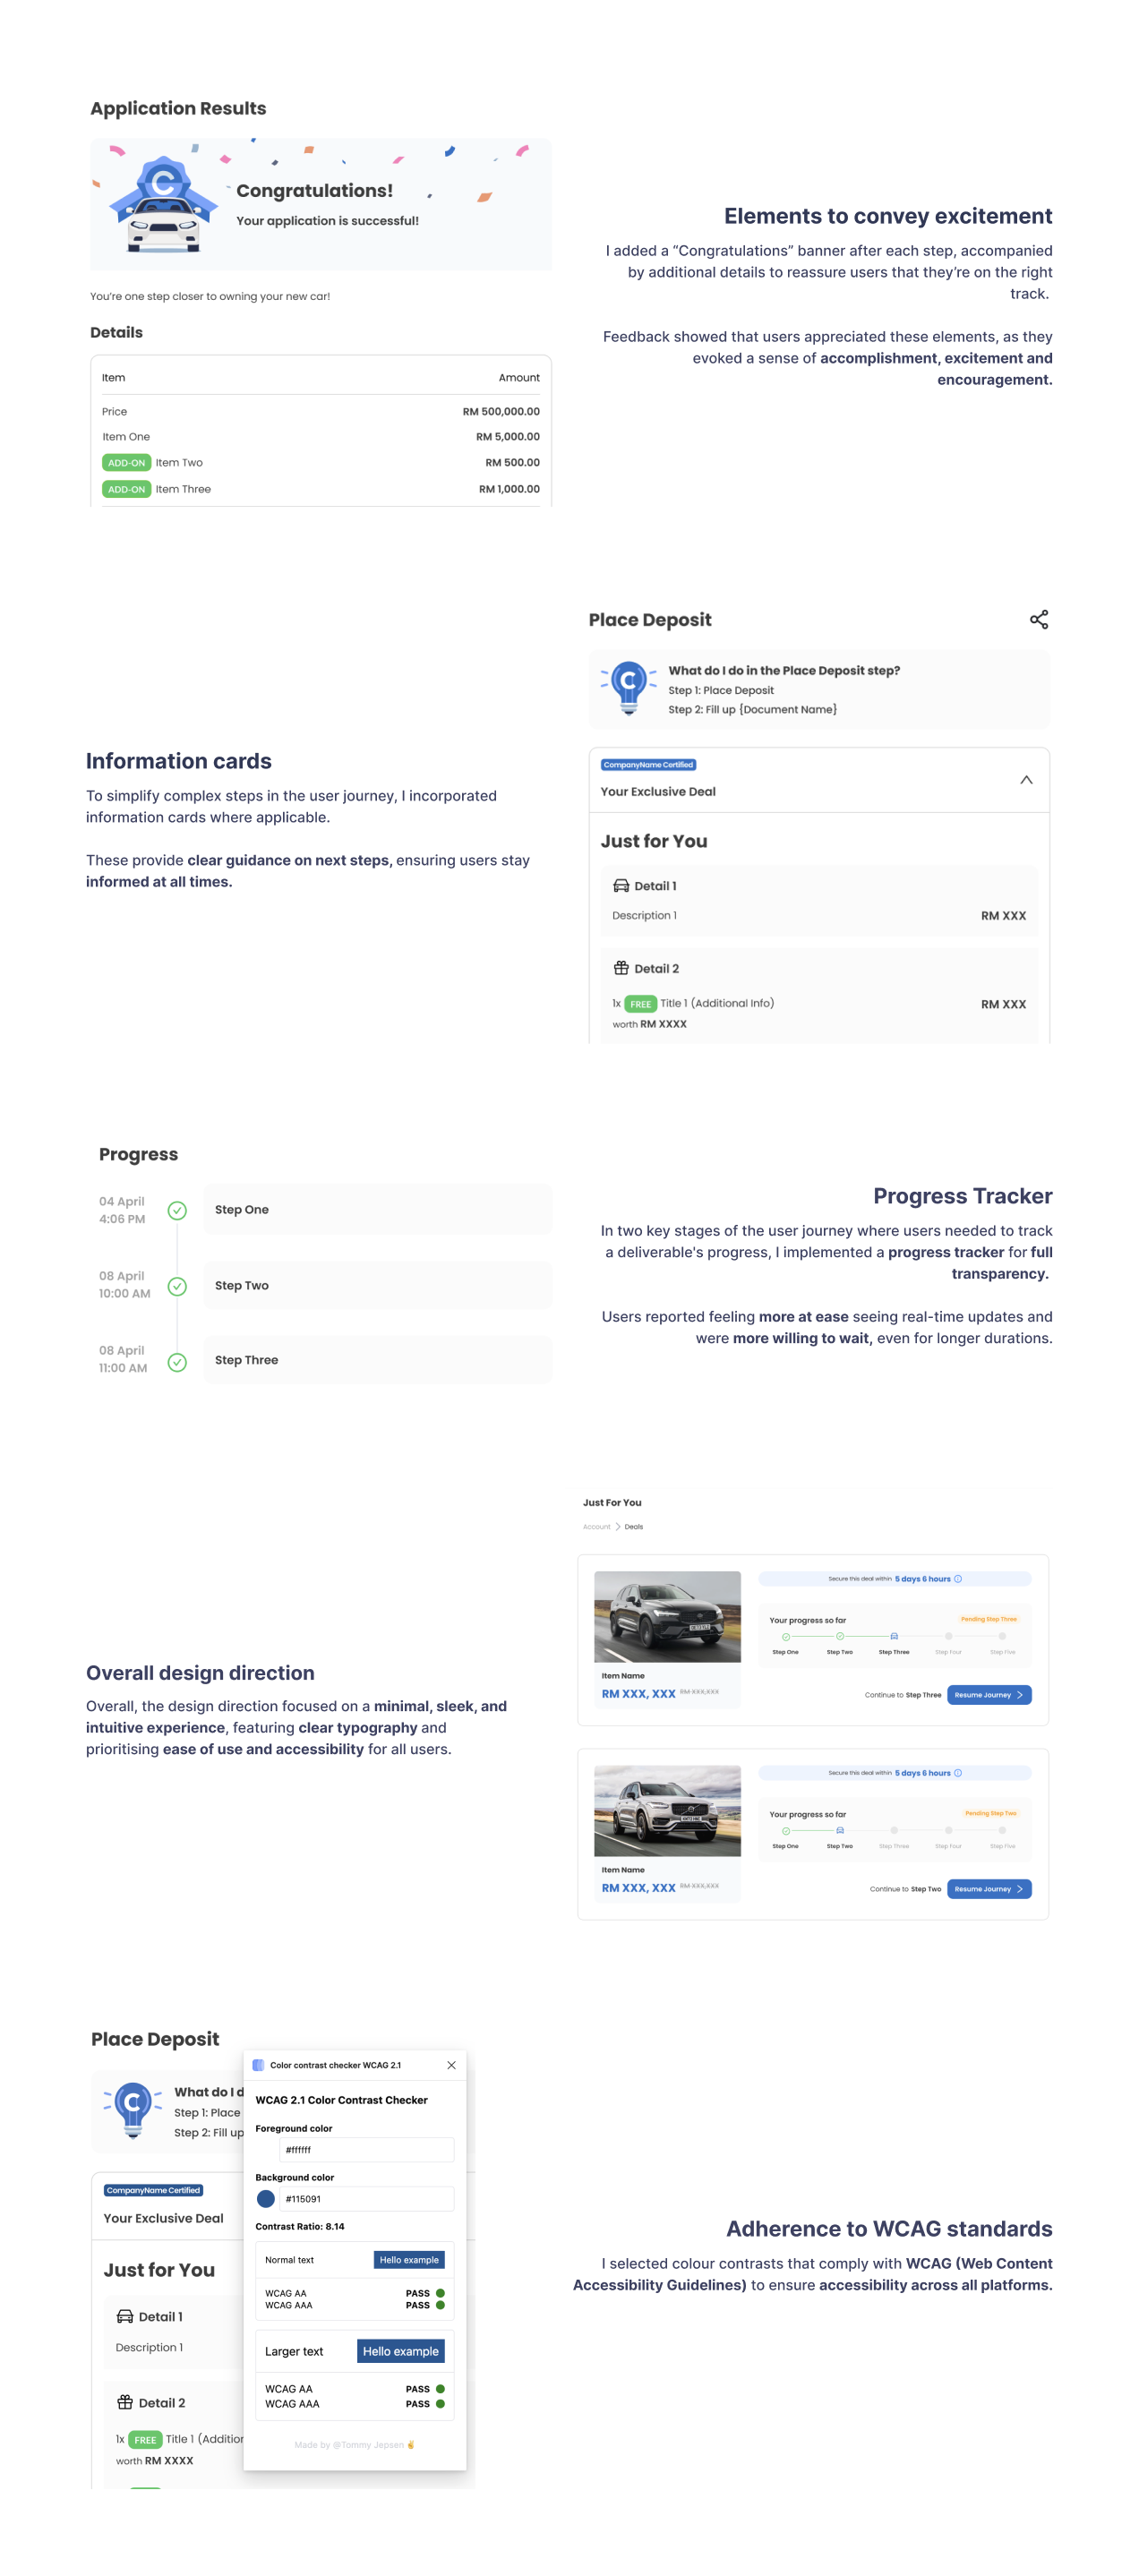 Application Results
C
Congratulations!
Your application is successful!
You're one step closer to owning your new car!
Details
Item Amount
Price RM 500,000.00
Item One RM 5,000.00
ADD-ON Item Two RM 500.00
ADD-ON Item Three RM 1,000.00
Elements to convey excitement
I added a “Congratulations” banner after each step, accompanied
by additional details to reassure users that they’re on the right
track.
Feedback showed that users appreciated these elements, as they
evoked a sense of accomplishment, excitement and
encouragement.
Information cards
To simplify complex steps in the user journey, I incorporated
information cards where applicable.
These provide clear guidance on next steps, ensuring users stay
informed at all times.
Place Deposit
C
What do I do in the Place Deposit step?
Step 1: Place Deposit
Step 2: Fill up {Document Name}
CompanyName Certified
Your Exclusive Deal
Just for You
Detail 1
Description 1 RM XXX
Detail 2
1x FREE Title 1 (Additional Info) RM XXX
worth RM XXXX
Progress
04 April
4:06 PM
Step One
08 April
10:00 AM
Step Two
08 April
11:00 AM
Step Three
Progress Tracker
In two key stages of the user journey where users needed to track
a deliverable's progress, I implemented a progress tracker for full
transparency.
Users reported feeling more at ease seeing real-time updates and
were more willing to wait, even for longer durations.
Overall design direction
Overall, the design direction focused on a minimal, sleek, and
intuitive experience, featuring clear typography and
prioritising ease of use and accessibility for all users.
Just For You
Account > Deals
Secure this deal within 5 days 6 hours
Your progress so far Pending Step Three
Step One Step Two Step Three Step Four Step Five
Item Name
RM XXX, XXX RM XXX,XXX
Continue to Step Three Resume Journey
Secure this deal within 5 days 6 hours
Your progress so far Pending Step Two
Step One Step Two Step Three Step Four Step Five
Item Name
RM XXX, XXX RM XXX,XXX
Continue to Step Two Resume Journey
Place Deposit
C
What do I d
Step 1: Place
Step 2: Fill up
CompanyName Certified
Your Exclusive Deal
Just for You
Detail 1
Description 1
Detail 2
1x FREE Title 1 (Addition
worth RM XXXX
Color contrast checker WCAG 2.1
WCAG 2.1 Color Contrast Checker
Foreground color
#ffffff
Background color
#115091
Contrast Ratio: 8.14
Normal text Hello example
WCAG AA PASS
WCAG AAA PASS
Larger text Hello example
WCAG AA PASS
WCAG AAA PASS
Made by @Tommy Jepsen ✌️
Adherence to WCAG standards
I selected colour contrasts that comply with WCAG (Web Content
Accessibility Guidelines) to ensure accessibility across all platforms.